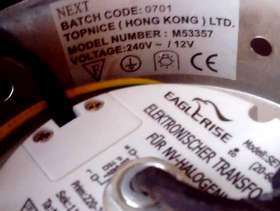 NEXT
BATCH CODE: 0701
TOPNICE ( HONG KONG ) LTD.
MODEL NUMBER : M53357
VOLTAGE:240V~ / 12V
EAGLERISE
ELEKTRONISCHER TRANSFO
FÜR NV-HALOGEN